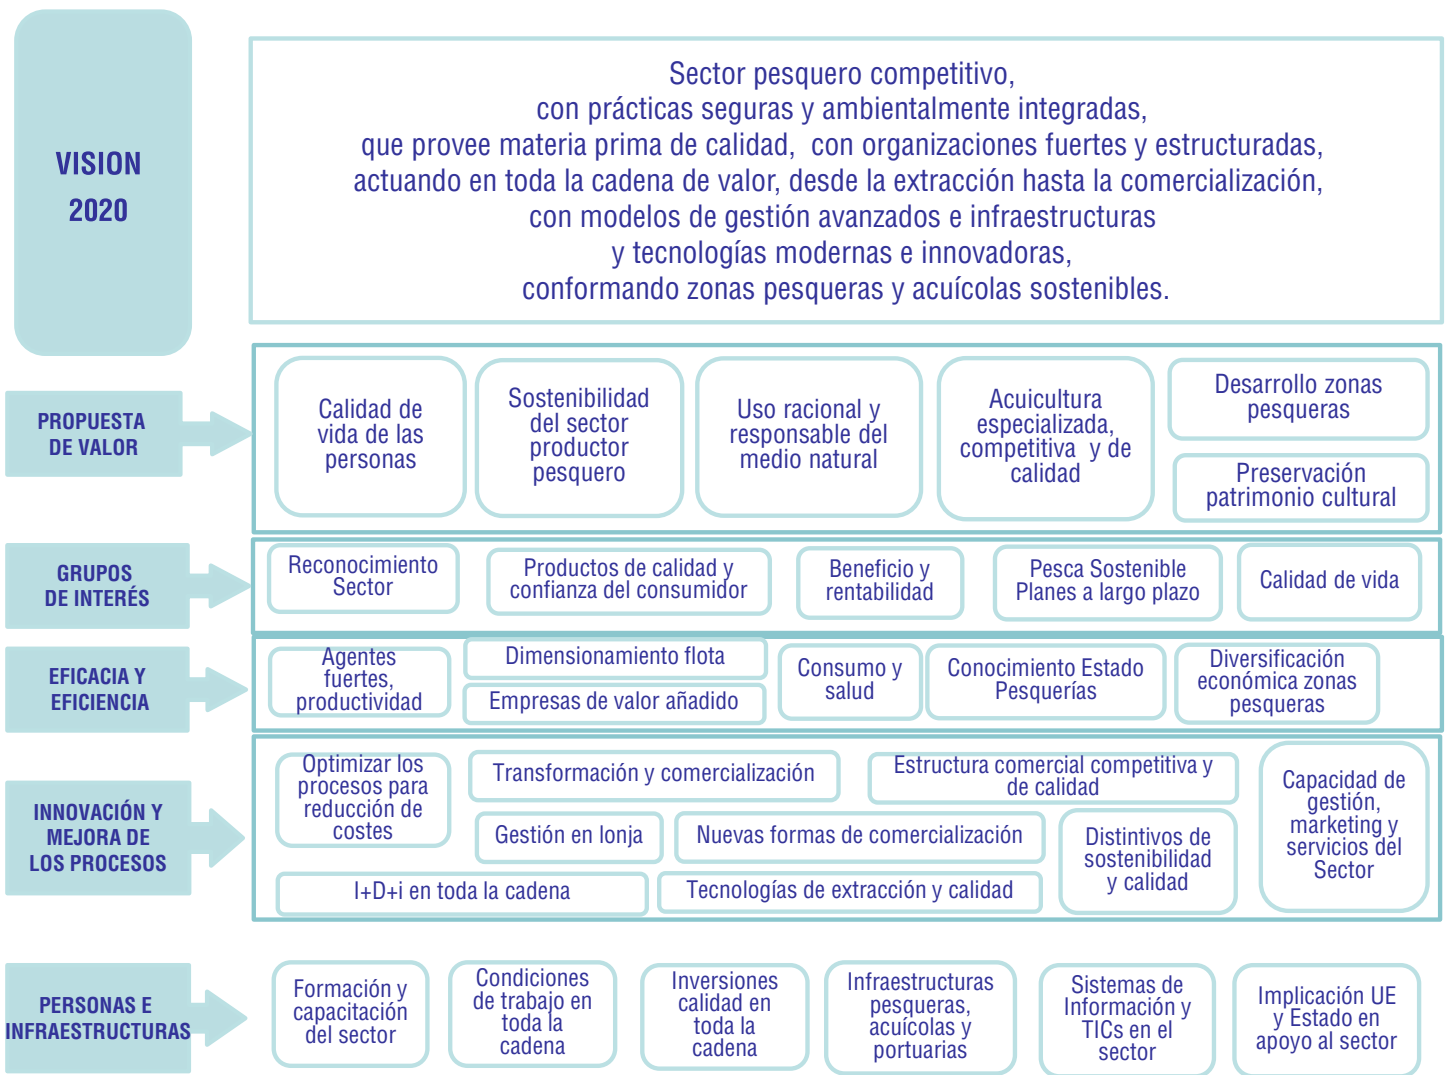 VISION
2020
Sector pesquero competitivo,
con prácticas seguras y ambientalmente integradas,
que provee materia prima de calidad, con organizaciones fuertes y estructuradas,
actuando en toda la cadena de valor, desde la extracción hasta la comercialización,
con modelos de gestión avanzados e infraestructuras
y tecnologías modernas e innovadoras,
conformando zonas pesqueras y acuícolas sostenibles.
PROPUESTA
DE VALOR
Calidad de
vida de las
personas
Sostenibilidad
del sector
productor
pesquero
Uso racional y
responsable del
medio natural
Acuicultura
especializada,
competitiva y de
calidad
Desarrollo zonas
pesqueras
Preservación
patrimonio cultural
GRUPOS
DE INTERÉS
Reconocimiento
Sector
Productos de calidad y
confianza del consumidor
Beneficio y
rentabilidad
Pesca Sostenible
Planes a largo plazo
Calidad de vida
EFICACIA Y
EFICIENCIA
Agentes
fuertes,
productividad
Dimensionamiento flota
Empresas de valor añadido
Consumo y
salud
Conocimiento Estado
Pesquerías
Diversificación
económica zonas
pesqueras
INNOVACIÓN Y
MEJORA DE
LOS PROCESOS
Optimizar los
procesos para
reducción de
costes
Transformación y comercialización
Estructura comercial competitiva y
de calidad
Capacidad de
gestión,
marketing y
servicios del
Sector
Gestión en lonja
Nuevas formas de comercialización
Distintivos de
sostenibilidad
y calidad
I+D+i en toda la cadena
Tecnologías de extracción y calidad
PERSONAS E
INFRAESTRUCTURAS
Formación y
capacitación
del sector
Condiciones
de trabajo en
toda la
cadena
Inversiones
calidad en
toda la
cadena
Infraestructuras
pesqueras,
acuícolas y
portuarias
Sistemas de
Información y
TICs en el
sector
Implicación UE
y Estado en
apoyo al sector